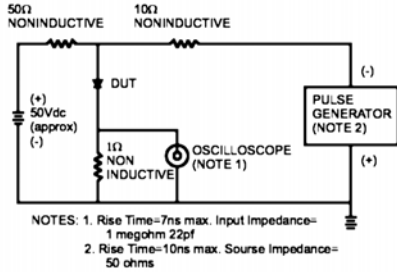 50Ω
NONINDUCTIVE
10Ω
NONINDUCTIVE
DUT
(+)
50Vdc
(approx)
(-)
1Ω
NON
INDUCTIVE
OSCILLOSCOPE
(NOTE 1)
(-)
PULSE
GENERATOR
(NOTE 2)
(+)
NOTES: 1. Rise Time=7ns max. Input Impedance=
1 megohm 22pf
2. Rise Time=10ns max. Sourse Impedance=
50 ohms